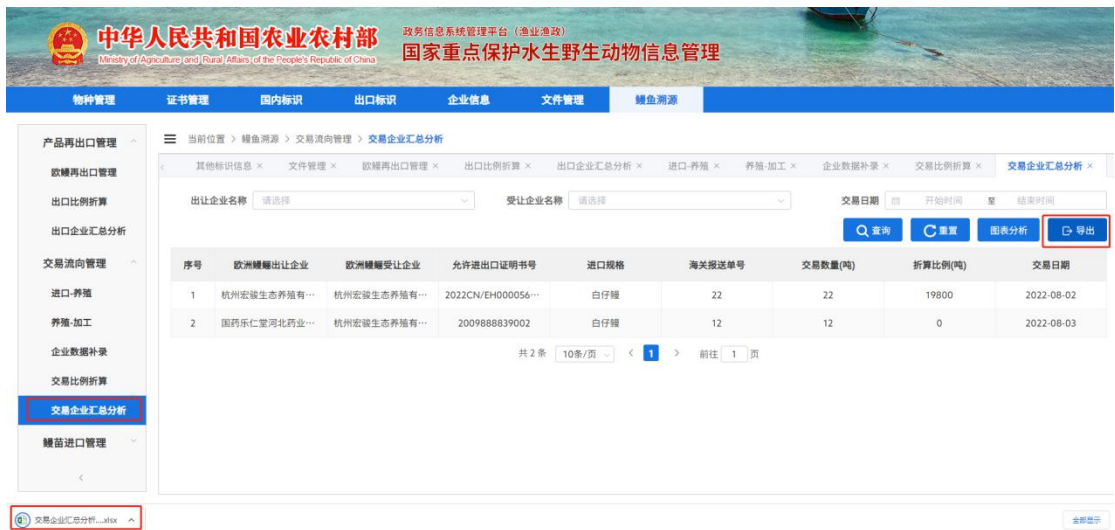 中华人民共和国农业农村部
Ministry of Agriculture and Rural Affairs of the People's Republic of China
政务信息系统管理平台（渔业渔政）
国家重点保护水生野生动物信息管理
物种管理 证书管理 国内标识 出口标识 企业信息 文件管理 鳗鱼溯源
产品再出口管理
欧鳗再出口管理
出口比例折算
出口企业汇总分析
交易流向管理
进口-养殖
养殖-加工
企业数据补录
交易比例折算
交易企业汇总分析
鳗苗进口管理
当前位置 > 鳗鱼溯源 > 交易流向管理 > 交易企业汇总分析
其他标识信息 × 文件管理 × 欧鳗再出口管理 × 出口比例折算 × 出口企业汇总分析 × 进口-养殖 × 养殖-加工 × 企业数据补录 × 交易比例折算 × 交易企业汇总分析 ×
出让企业名称 请选择 受让企业名称 请选择 交易日期 开始时间 至 结束时间
查询 重置 图表分析 导出
序号 欧洲鳗鲡出让企业 欧洲鳗鲡受让企业 允许进出口证明书号 进口规格 海关报送单号 交易数量(吨) 折算比例(吨) 交易日期
1 杭州宏骏生态养殖有… 杭州宏骏生态养殖有… 2022CN/EH000056… 白仔鳗 22 22 19800 2022-08-02
2 国药乐仁堂河北药业… 杭州宏骏生态养殖有… 2009888839002 白仔鳗 12 12 0 2022-08-03
共 2 条 10条/页 < 1 > 前往 1 页
交易企业汇总分析....xlsx
全部显示